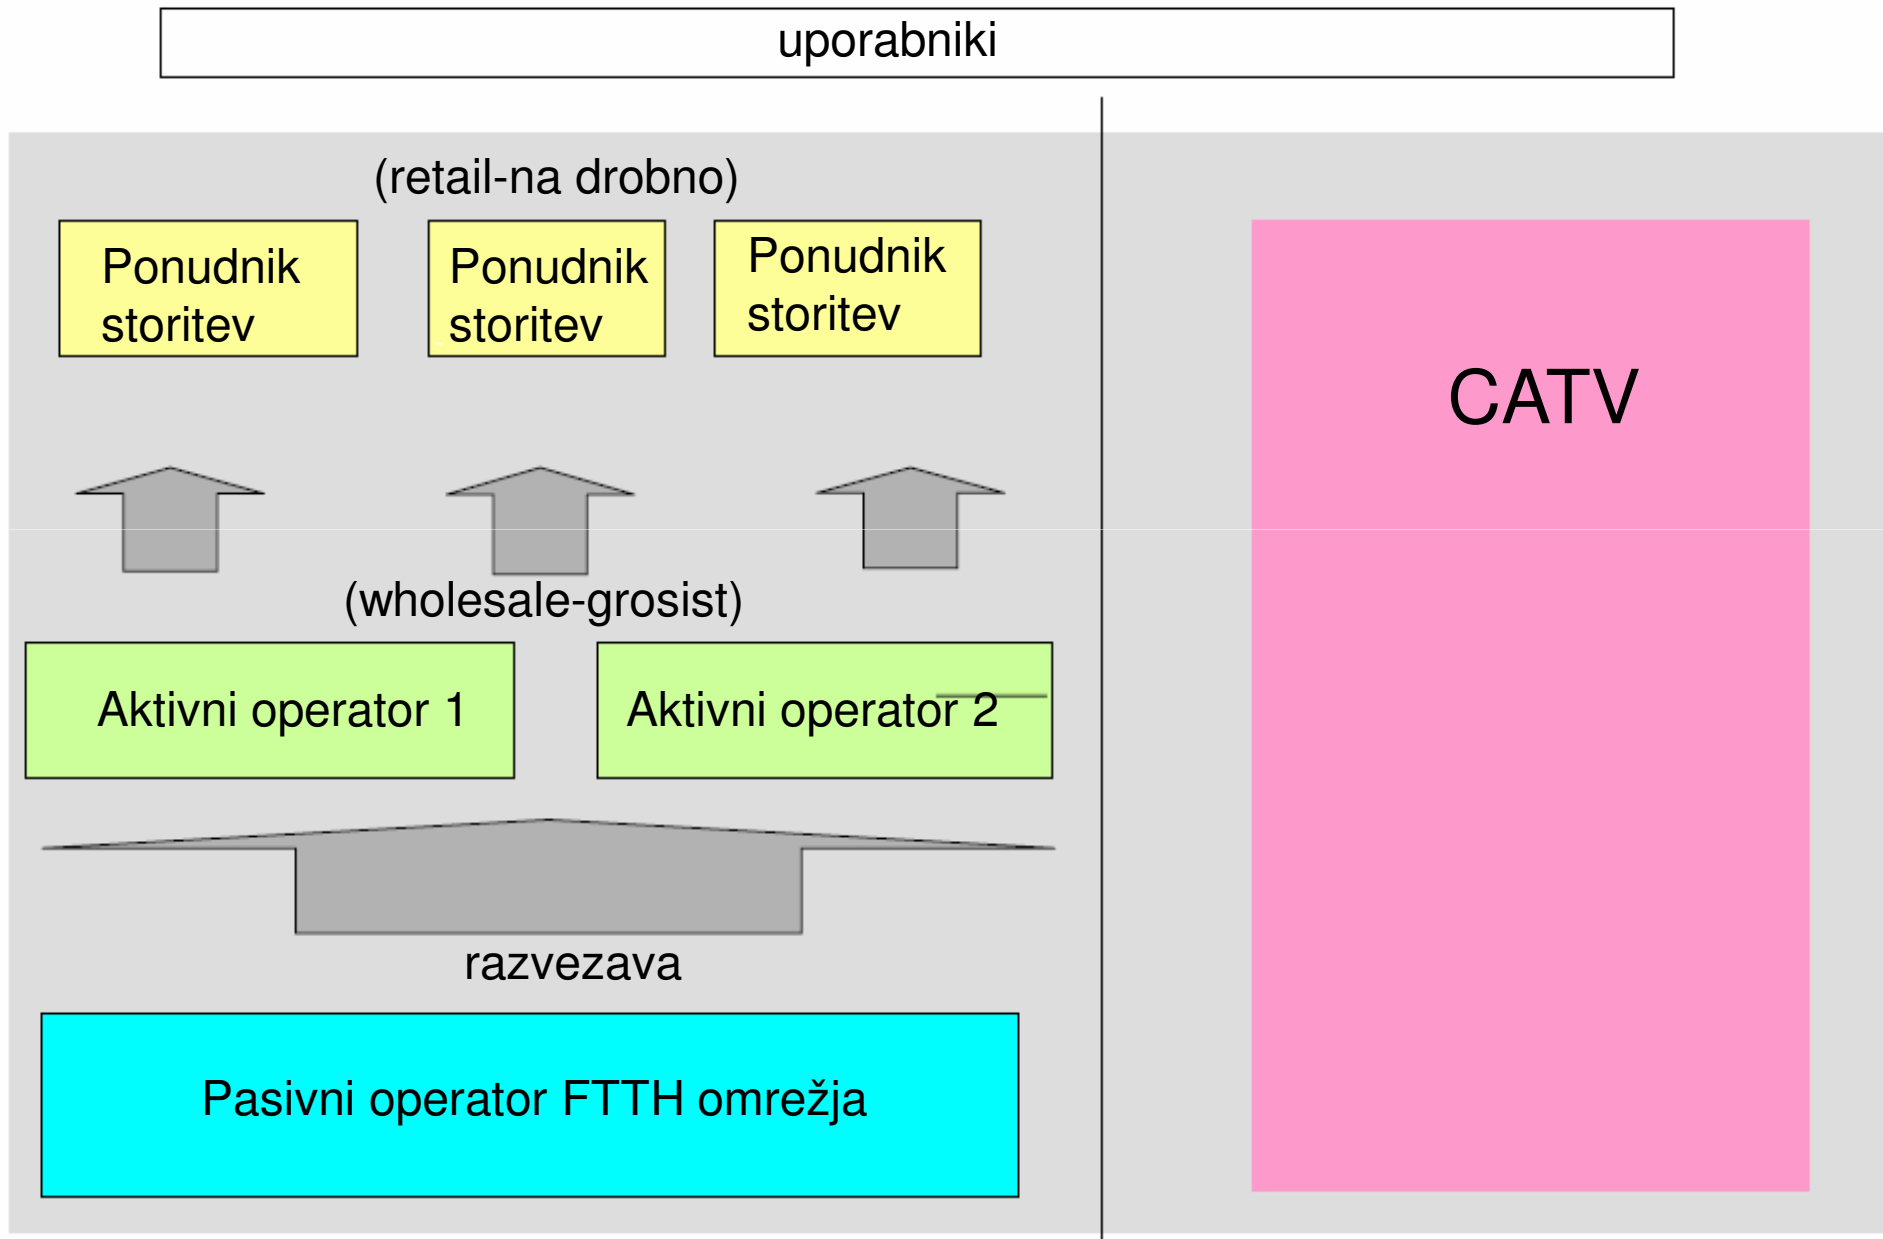 uporabniki
(retail-na drobno)
Ponudnik
storitev
Ponudnik
storitev
Ponudnik
storitev
(wholesale-grosist)
Aktivni operator 1
Aktivni operator 2
razvezava
Pasivni operator FTTH omrežja
CATV